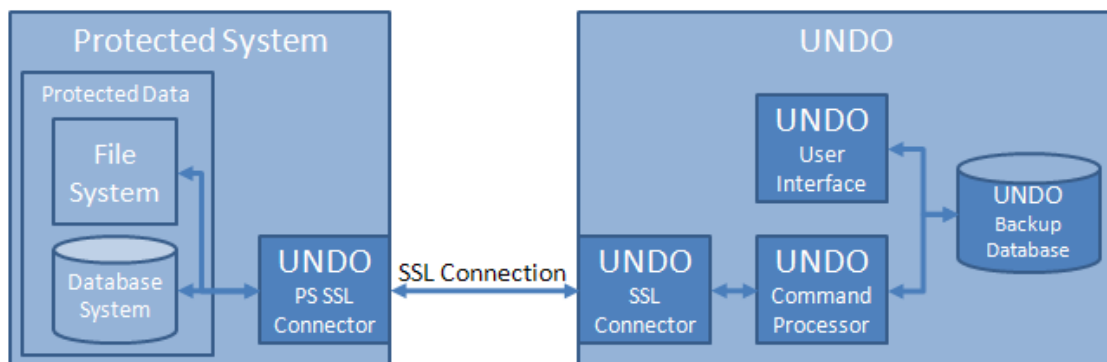 Protected System
Protected Data
File
System
Database
System
UNDO
PS SSL
Connector
SSL Connection
UNDO
UNDO
SSL
Connector
UNDO
User
Interface
UNDO
Command
Processor
UNDO
Backup
Database